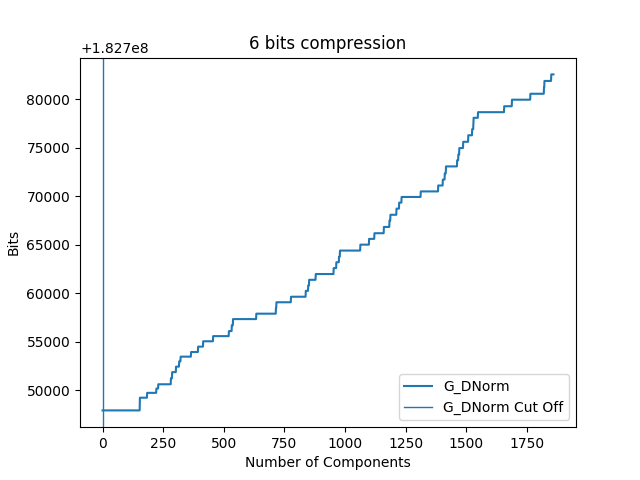 6 bits compression
+1.827e8
80000
75000
70000
65000
60000
55000
50000
Bits
0 250 500 750 1000 1250 1500 1750
Number of Components
G_DNorm
G_DNorm Cut Off